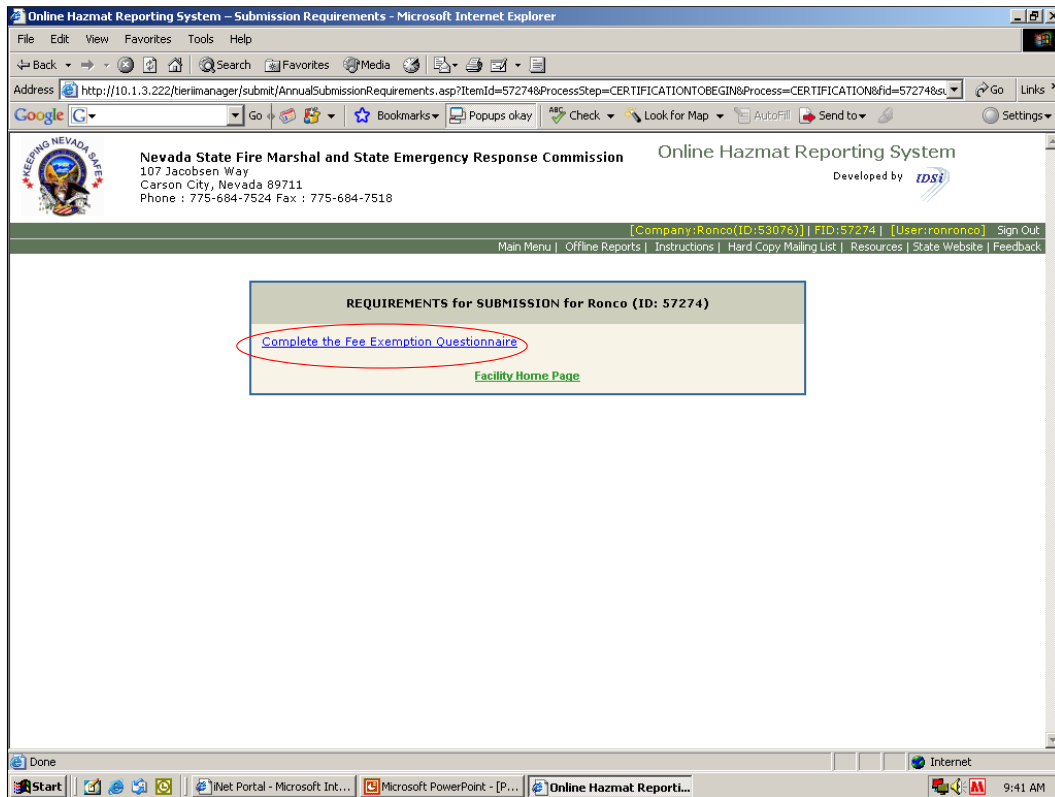 Online Hazmat Reporting System – Submission Requirements - Microsoft Internet Explorer
File Edit View Favorites Tools Help
Back Search Favorites Media
Address http://10.1.3.222/tieriimanager/submit/AnnualSubmissionRequirements.asp?ItemId=57274&ProcessStep=CERTIFICATIONTOBEGIN&Process=CERTIFICATION&fid=57274&su Go Links
Google G Go Bookmarks Popups okay ABC Check Look for Map AutoFill Send to Settings
KEEPING NEVADA SAFE
Nevada State Fire Marshal and State Emergency Response Commission
107 Jacobsen Way
Carson City, Nevada 89711
Phone : 775-684-7524 Fax : 775-684-7518
Online Hazmat Reporting System
Developed by IDSi
[Company:Ronco(ID:53076)] | FID:57274 | [User:ronronco] Sign Out
Main Menu | Offline Reports | Instructions | Hard Copy Mailing List | Resources | State Website | Feedback
REQUIREMENTS for SUBMISSION for Ronco (ID: 57274)
Complete the Fee Exemption Questionnaire
Facility Home Page
Done Internet
Start iNet Portal - Microsoft Int... Microsoft PowerPoint - [P... Online Hazmat Reporti... 9:41 AM